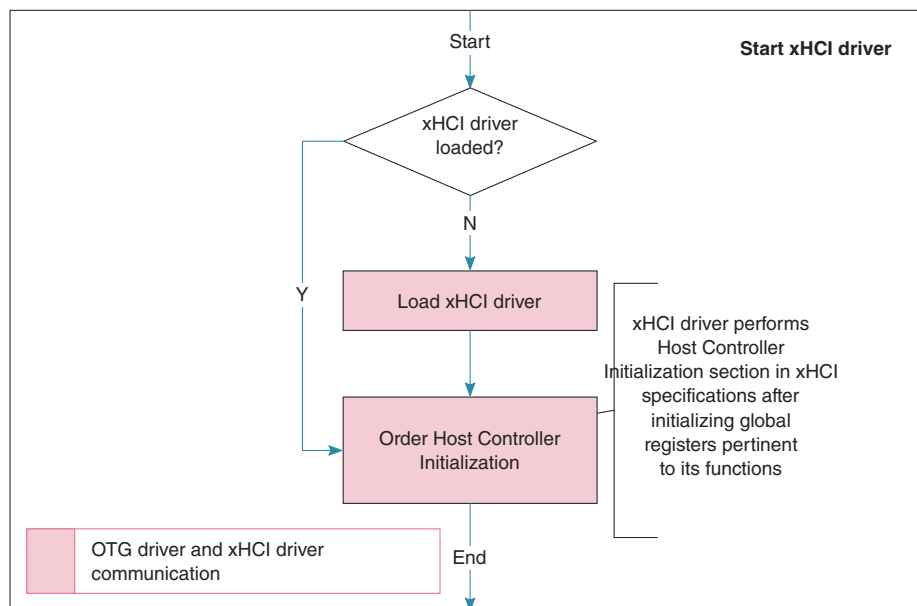 Start
Start xHCI driver
xHCI driver
loaded?
N
Y
Load xHCI driver
xHCI driver performs
Host Controller
Initialization section in xHCI
specifications after
initializing global
registers pertinent
to its functions
Order Host Controller
Initialization
OTG driver and xHCI driver
communication
End